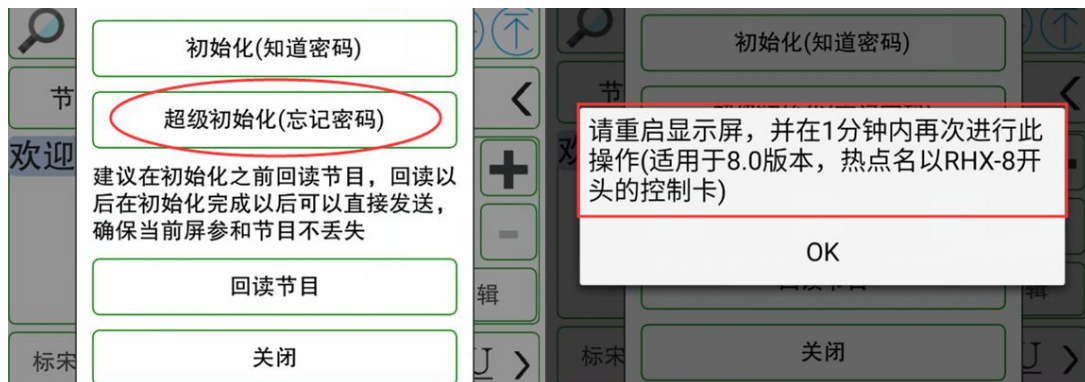 初始化(知道密码)
节
超级初始化(忘记密码)
欢迎
建议在初始化之前回读节目，回读以
后在初始化完成以后可以直接发送，
确保当前屏参和节目不丢失
回读节目
辑
标宋
关闭
U
初始化(知道密码)
节
欢
请重启显示屏，并在1分钟内再次进行此
操作(适用于8.0版本，热点名以RHX-8开
头的控制卡)
OK
辑
标宋
关闭
U